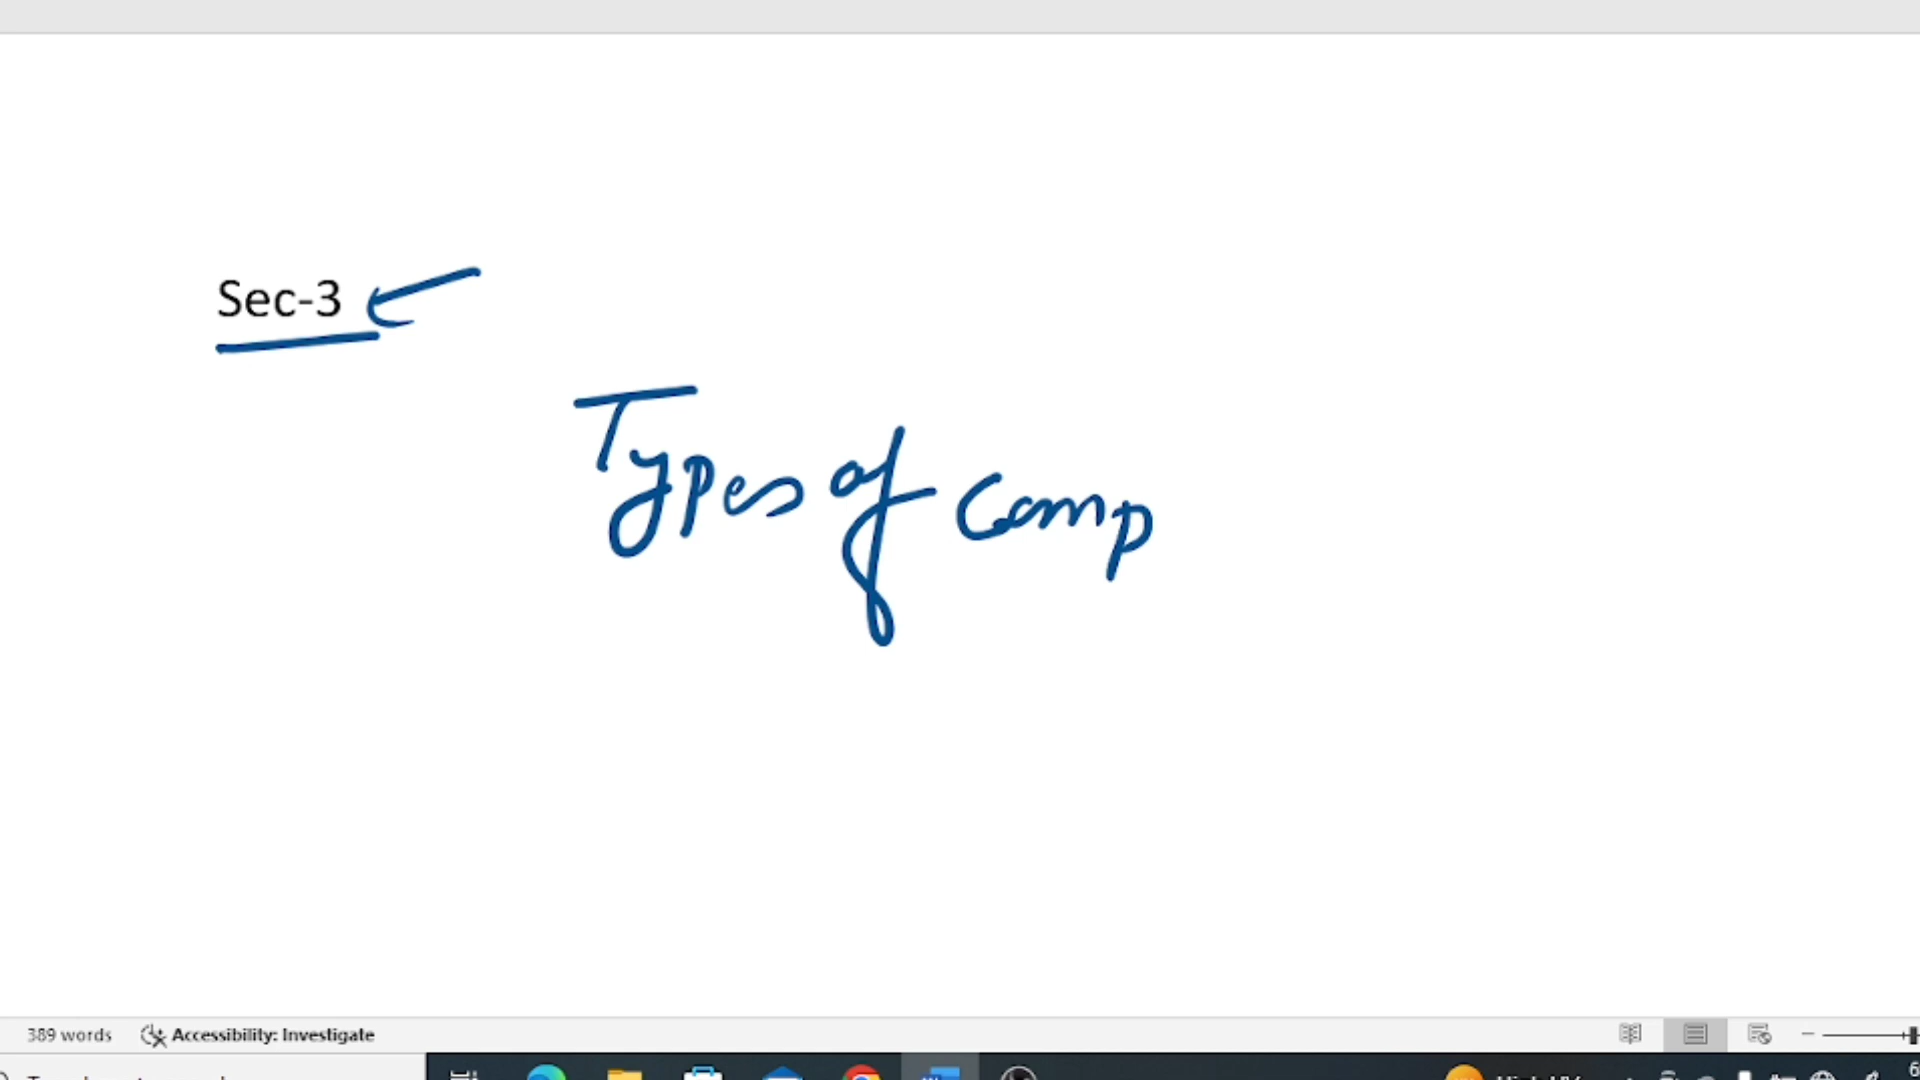 Sec-3
Types of Comp
389 words
Accessibility: Investigate